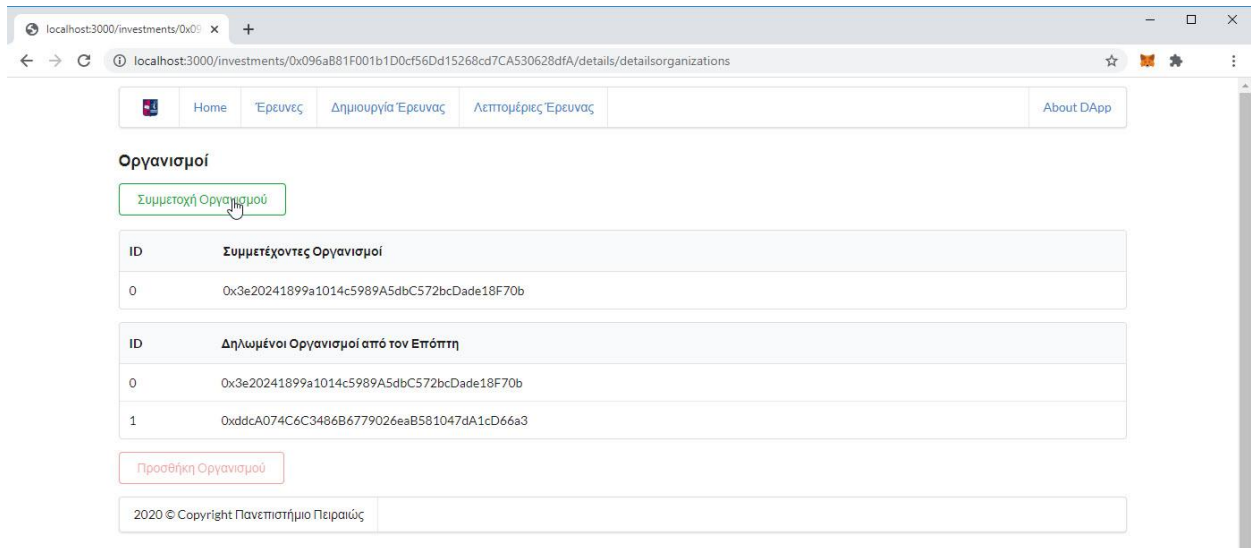 localhost:3000/investments/0x09
localhost:3000/investments/0x096aB81F001b1D0cf56Dd15268cd7CA530628dfA/details/detailsorganizations
Home Έρευνες Δημιουργία Έρευνας Λεπτομέριες Έρευνας About DApp
Οργανισμοί
Συμμετοχή Οργανισμού
ID Συμμετέχοντες Οργανισμοί
0 0x3e20241899a1014c5989A5dbC572bcDade18F70b
ID Δηλωμένοι Οργανισμοί από τον Επόπτη
0 0x3e20241899a1014c5989A5dbC572bcDade18F70b
1 0xddcA074C6C3486B6779026eaB581047dA1cD66a3
Προσθήκη Οργανισμού
2020 © Copyright Πανεπιστήμιο Πειραιώς